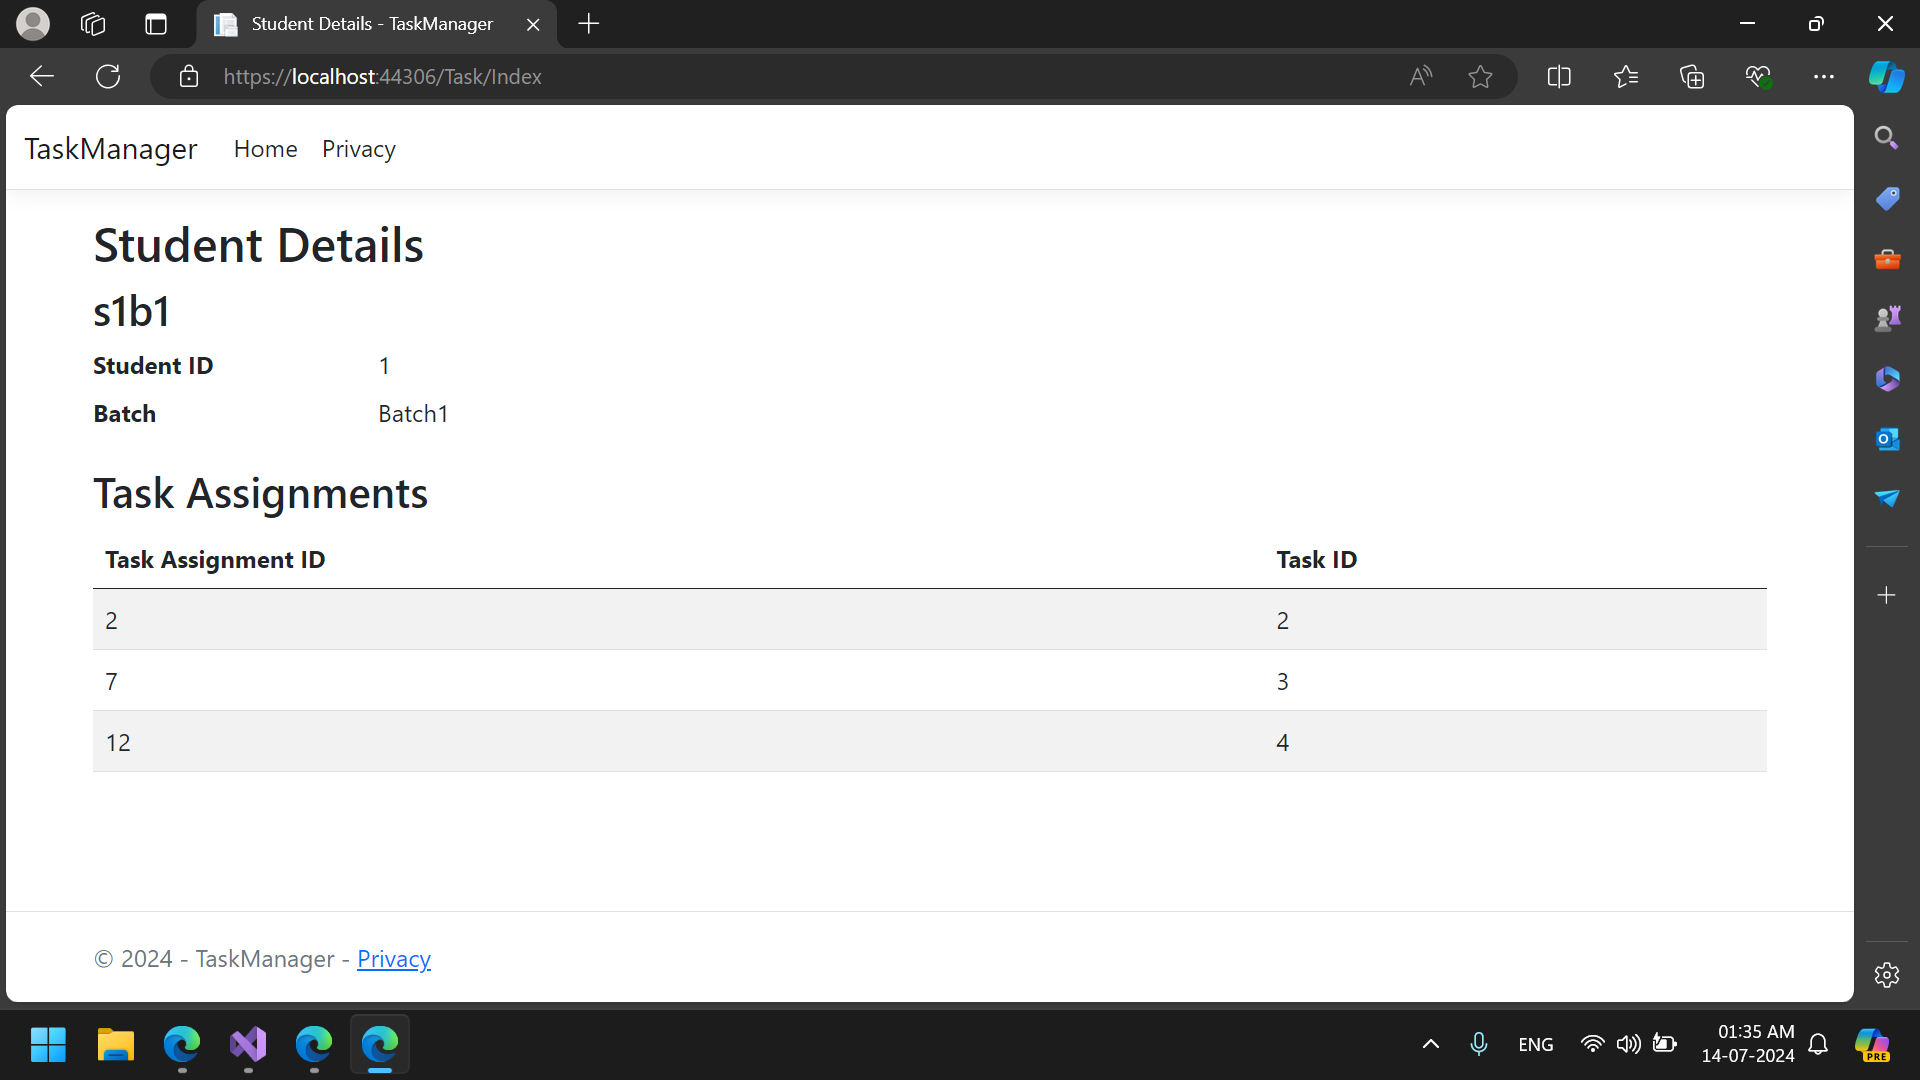 Student Details - TaskManager
https://localhost:44306/Task/Index
TaskManager Home Privacy
Student Details
s1b1
Student ID 1
Batch Batch1
Task Assignments
Task Assignment ID Task ID
2 2
7 3
12 4
© 2024 - TaskManager - Privacy
ENG
01:35 AM
14-07-2024
PRE